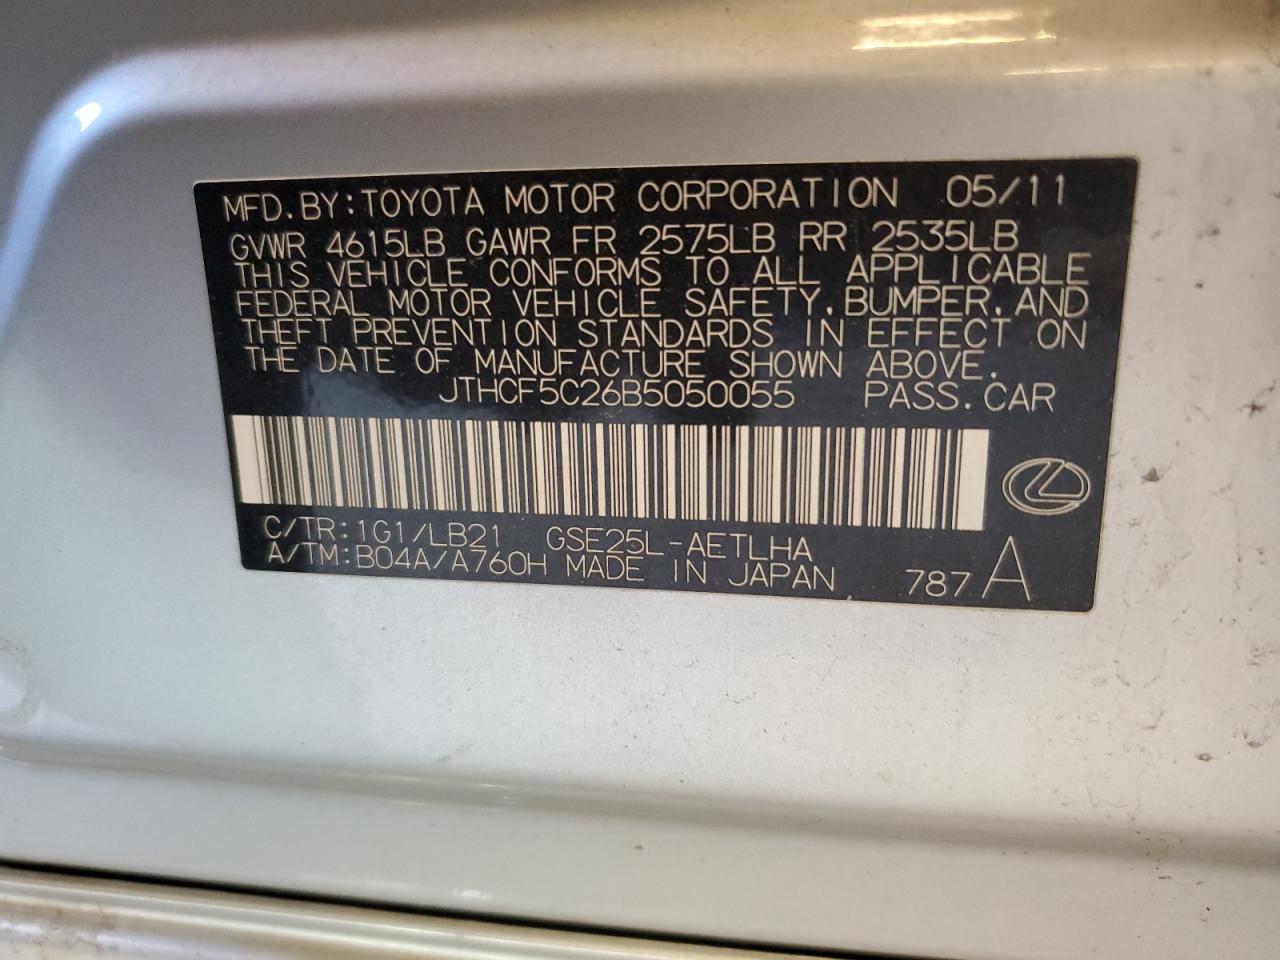 MFD.BY:TOYOTA MOTOR CORPORATION 05/11
GVWR 4615LB GAWR FR 2575LB RR 2535LB
THIS VEHICLE CONFORMS TO ALL APPLICABLE
FEDERAL MOTOR VEHICLE SAFETY,BUMPER,AND
THEFT PREVENTION STANDARDS IN EFFECT ON
THE DATE OF MANUFACTURE SHOWN ABOVE.
JTHCF5C26B5050055 PASS.CAR
C/TR:1G1/LB21 GSE25L-AETLHA
A/TM:B04A/A760H MADE IN JAPAN 787 A